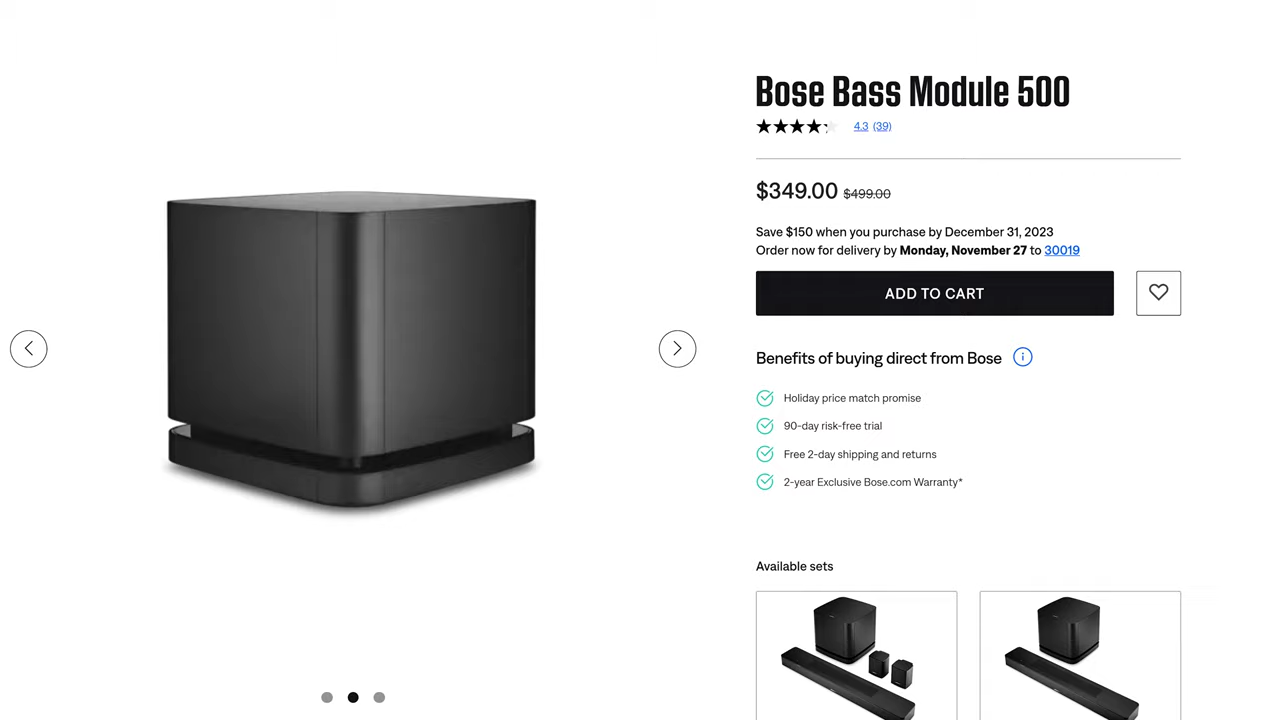 Bose Bass Module 500
4.3 (39)
$349.00 $499.00
Save $150 when you purchase by December 31, 2023
Order now for delivery by Monday, November 27 to 30019
ADD TO CART
Benefits of buying direct from Bose
Holiday price match promise
90-day risk-free trial
Free 2-day shipping and returns
2-year Exclusive Bose.com Warranty*
Available sets